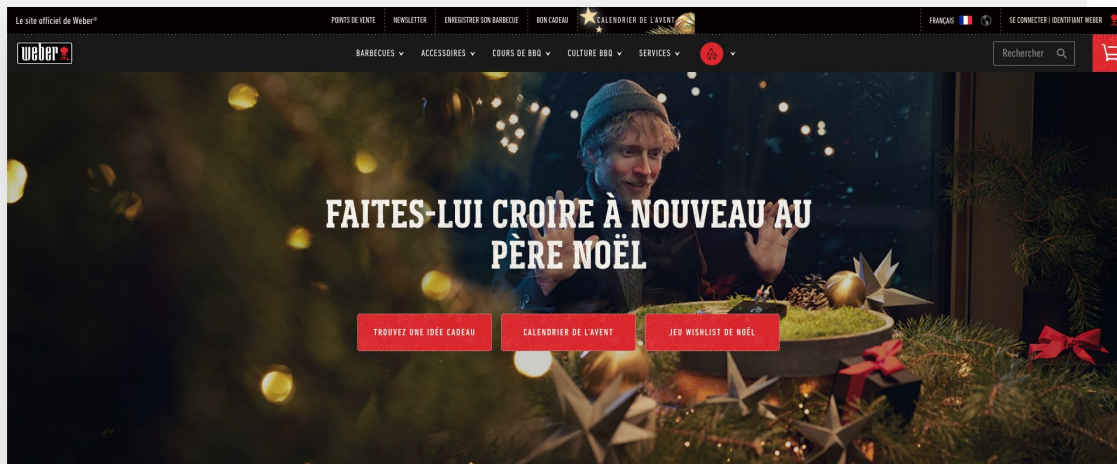 Le site officiel de Weber®
POINTS DE VENTE
NEWSLETTER
ENREGISTRER SON BARBECUE
BON CADEAU
CALENDRIER DE L'AVENT
FRANÇAIS
SE CONNECTER | IDENTIFIANT WEBER
weber
BARBECUES
ACCESSOIRES
COURS DE BBQ
CULTURE BBQ
SERVICES
Rechercher
FAITES-LUI CROIRE À NOUVEAU AU
PÈRE NOËL
TROUVEZ UNE IDÉE CADEAU
CALENDRIER DE L'AVENT
JEU WISHLIST DE NOËL